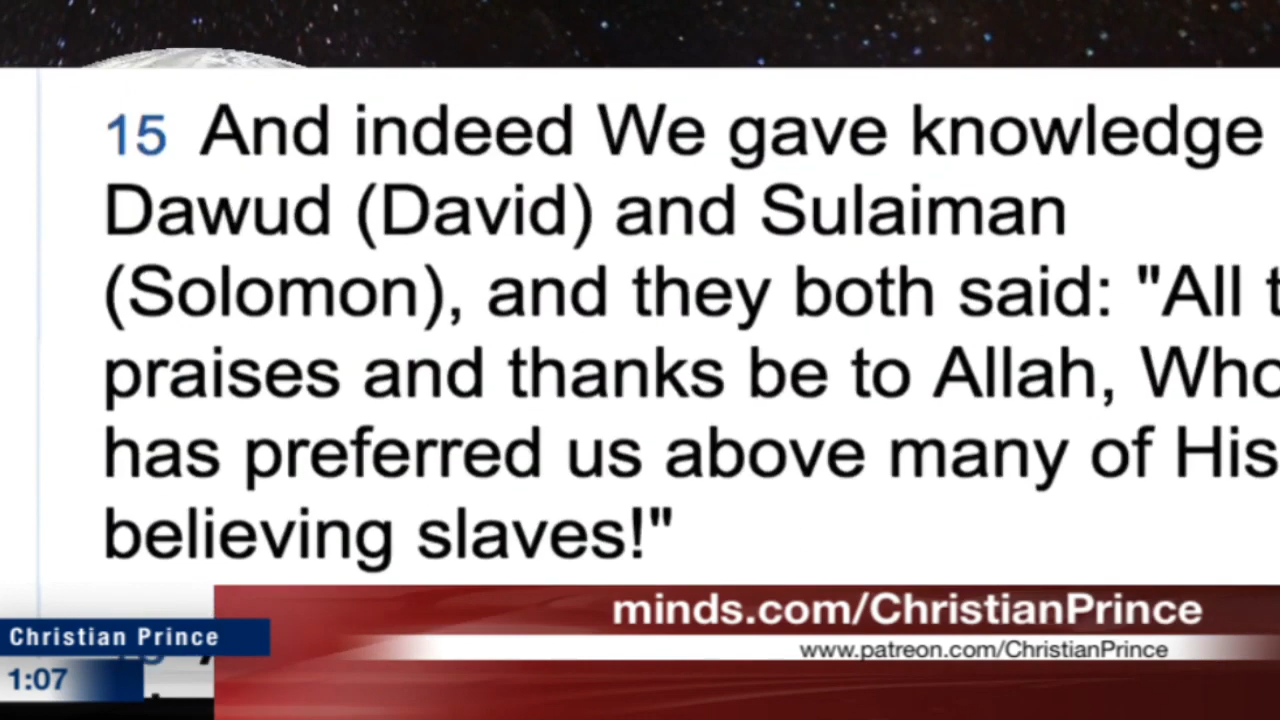 15 And indeed We gave knowledge
Dawud (David) and Sulaiman
(Solomon), and they both said: "All
praises and thanks be to Allah, Who
has preferred us above many of His
believing slaves!"
minds.com/ChristianPrince
Christian Prince
www.patreon.com/ChristianPrince
1:07